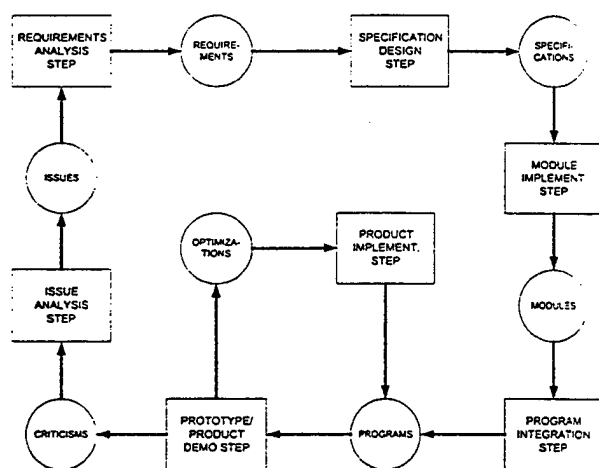 REQUIREMENTS
ANALYSIS
STEP
REQUIRE-
MENTS
SPECIFICATION
DESIGN
STEP
SPECIFI-
CATIONS
ISSUES
MODULE
IMPLEMENT
STEP
OPTIMIZA-
TIONS
PRODUCT
IMPLEMENT.
STEP
ISSUE
ANALYSIS
STEP
MODULES
CRITICISMS
PROTOTYPE/
PRODUCT
DEMO STEP
PROGRAMS
PROGRAM
INTEGRATION
STEP